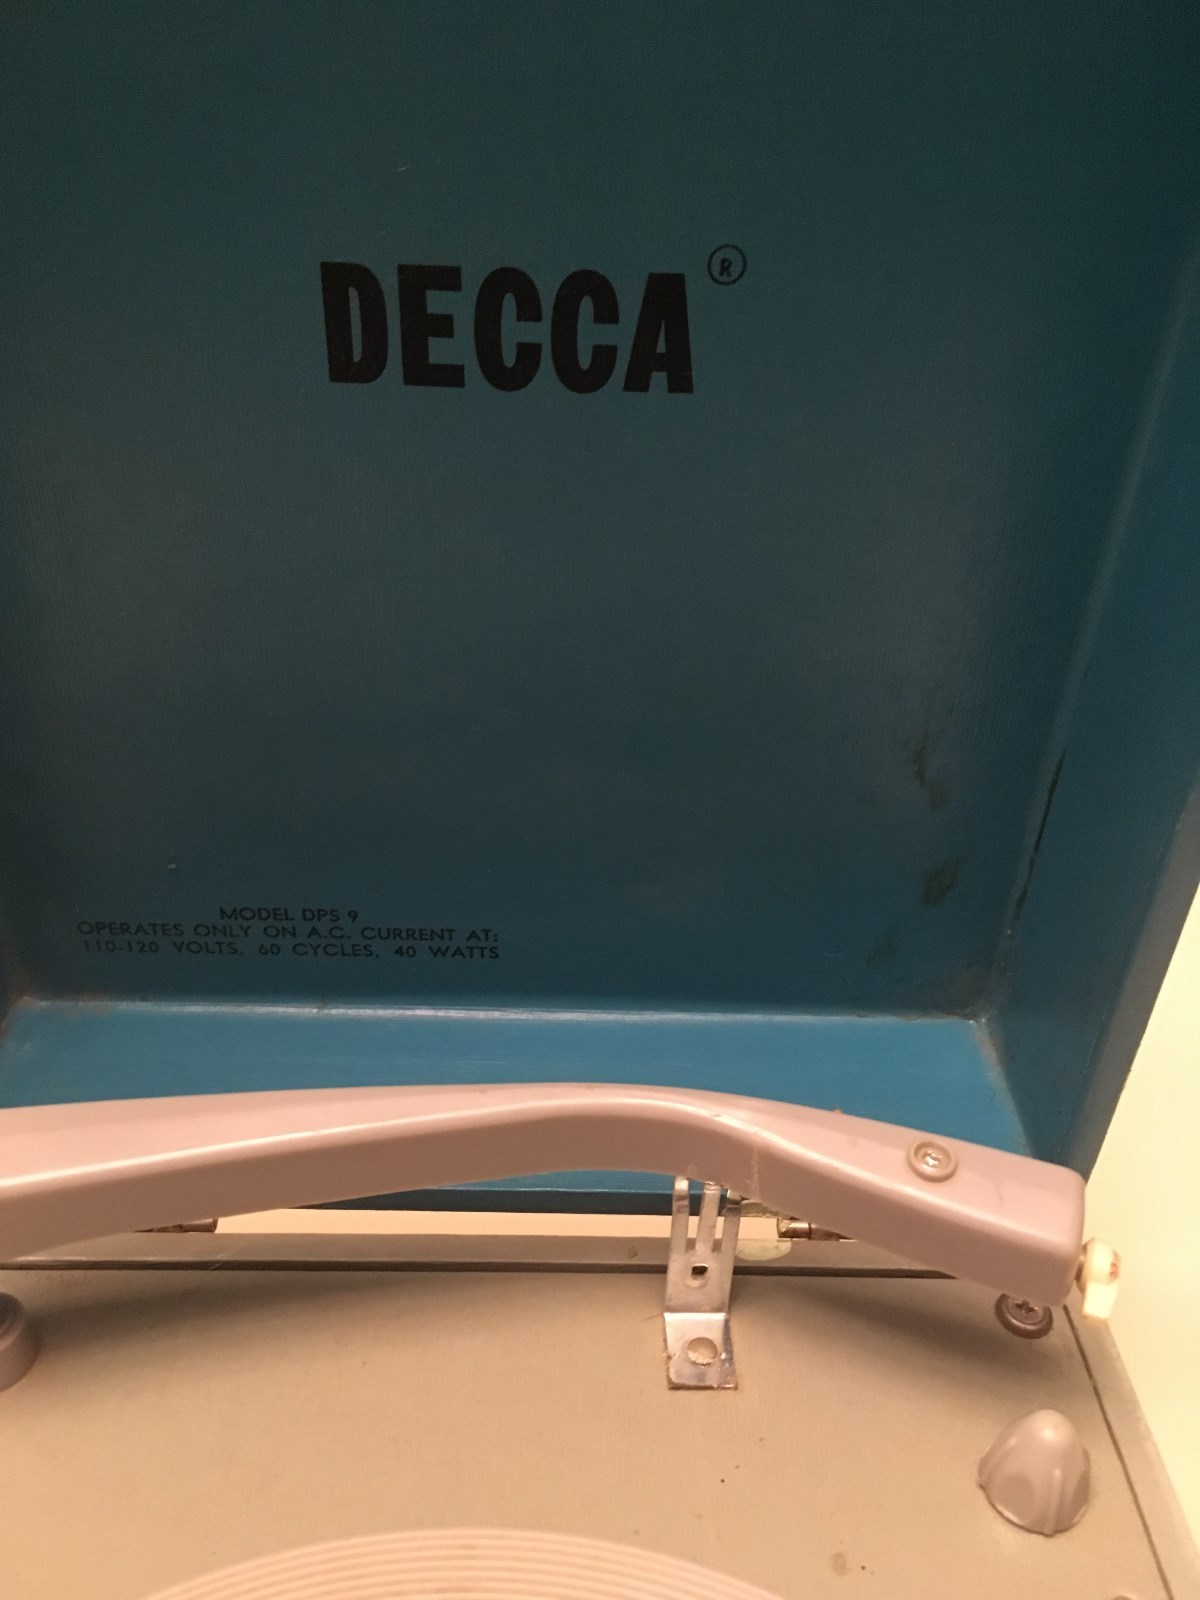 DECCA®
MODEL DPS 9
OPERATES ONLY ON A.C. CURRENT AT:
110-120 VOLTS, 60 CYCLES, 40 WATTS